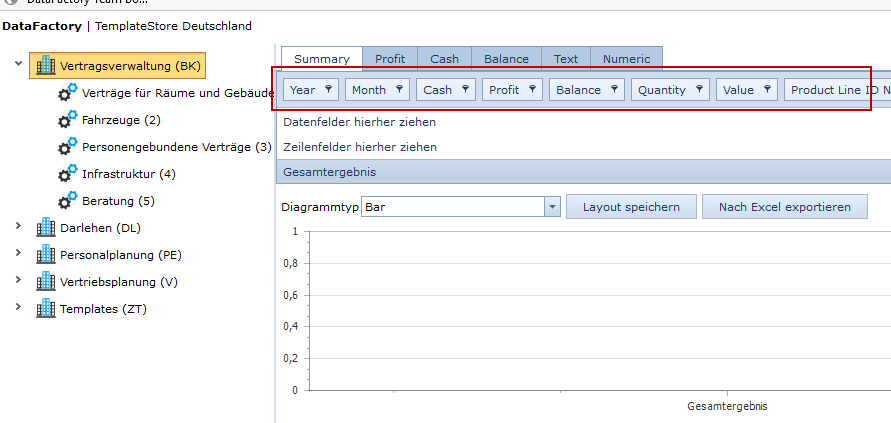 DataFactory Team Bo...
DataFactory | TemplateStore Deutschland
Vertragsverwaltung (BK)
Verträge für Räume und Gebäude
Fahrzeuge (2)
Personengebundene Verträge (3)
Infrastruktur (4)
Beratung (5)
Darlehen (DL)
Personalplanung (PE)
Vertriebsplanung (V)
Templates (ZT)
Summary Profit Cash Balance Text Numeric
Year Month Cash Profit Balance Quantity Value Product Line ID N
Datenfelder hierher ziehen
Zeilenfelder hierher ziehen
Gesamtergebnis
Diagrammtyp Bar Layout speichern Nach Excel exportieren
1
0,8
0,6
0,4
0,2
0
Gesamtergebnis